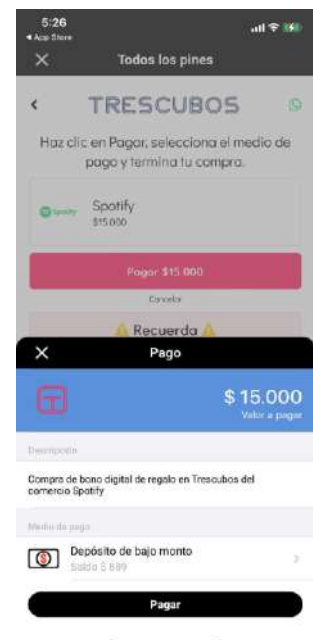 5:26
◀ App Store
Todos los pines
TRESCUBOS
Haz clic en Pagar, selecciona el medio de
pago y termina tu compra.
Spotify
Spotify
$15.000
Pagar $15.000
Cancelar
⚠️ Recuerda ⚠️
Pago
$ 15.000
Valor a pagar
Descripción
Compra de bono digital de regalo en Trescubos del
comercio Spotify
Medio de pago
Depósito de bajo monto
Saldo $ 889
Pagar